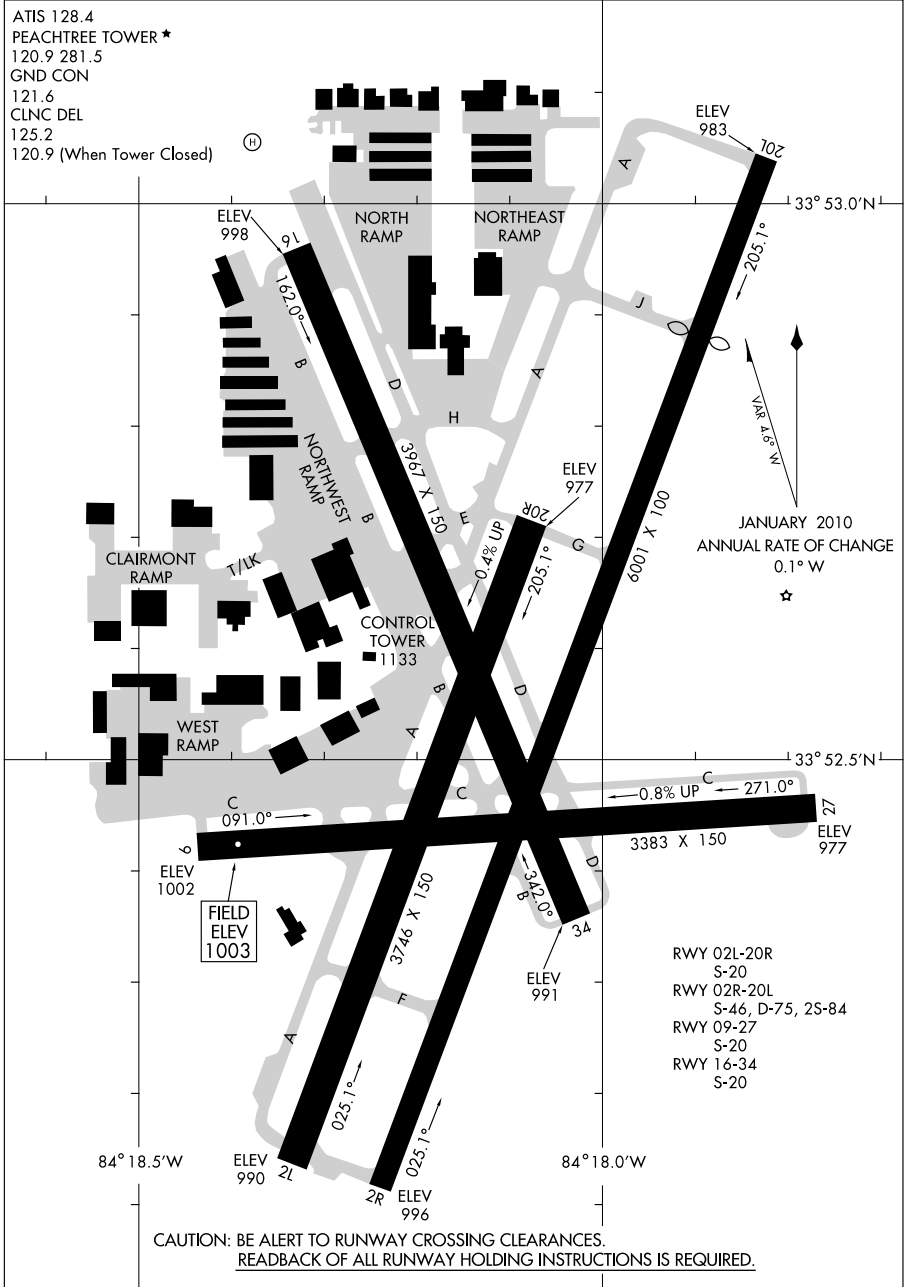 ATIS 128.4
PEACHTREE TOWER★
120.9 281.5
GND CON
121.6
CLNC DEL
125.2
120.9 (When Tower Closed)
H
ELEV
983
20L
A
33°53.0'N
ELEV
998
16
NORTH
RAMP
NORTHEAST
RAMP
205.1°
162.0°
J
B
D
A
H
VAR 4.6° W
3967 X 150
NORTHWEST
RAMP
ELEV
977
B
E
20R
0.4% UP
G
6001 X 100
JANUARY 2010
ANNUAL RATE OF CHANGE
0.1° W
CLAIRMONT
RAMP
T/LK
205.1°
CONTROL
TOWER
1133
B
D
A
WEST
RAMP
33°52.5'N
C
C
C
091.0°
0.8% UP
271.0°
9
27
ELEV
1002
3383 X 150
ELEV
977
FIELD
ELEV
1003
3746 X 150
342.0°
D
B
34
ELEV
991
RWY 02L-20R
S-20
RWY 02R-20L
S-46, D-75, 2S-84
RWY 09-27
S-20
RWY 16-34
S-20
F
A
025.1°
025.1°
84°18.5'W
84°18.0'W
ELEV
990
2L
2R
ELEV
996
CAUTION: BE ALERT TO RUNWAY CROSSING CLEARANCES.
READBACK OF ALL RUNWAY HOLDING INSTRUCTIONS IS REQUIRED.